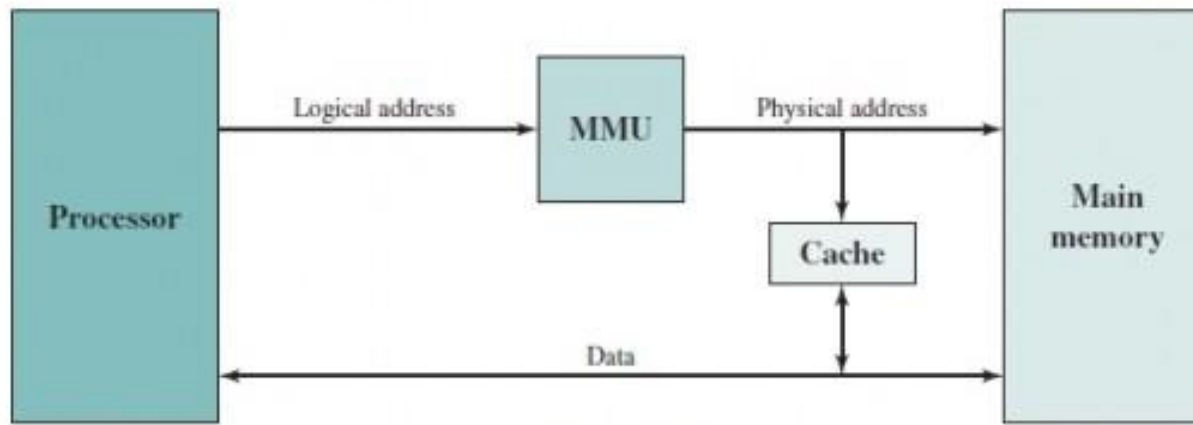 Logical address
MMU
Physical address
Processor
Main
memory
Cache
Data